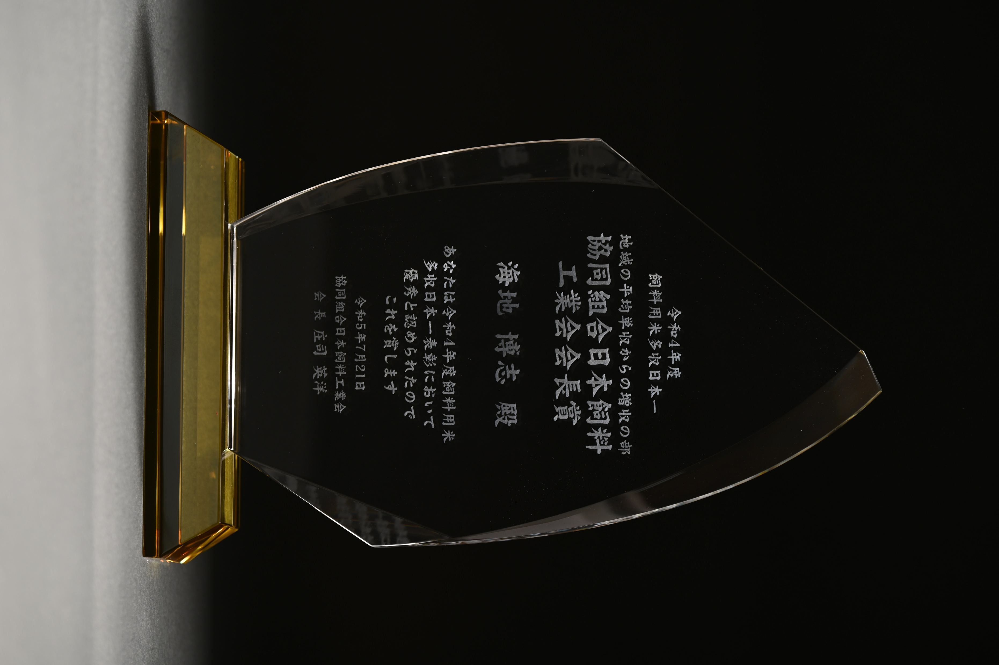 令和4年度
飼料用米多収日本一
地域の平均単収からの増収の部
協同組合日本飼料
工業会会長賞
海地 博志 殿
あなたは令和4年度飼料用米
多収日本一表彰において
優秀と認められたので
これを賞します
令和5年7月21日
協同組合日本飼料工業会
会長 庄司 英洋